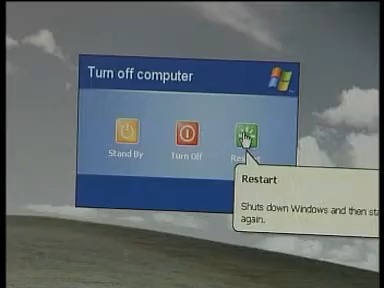 Turn off computer
Stand By
Turn Off
Restart
Shuts down Windows and then
again.